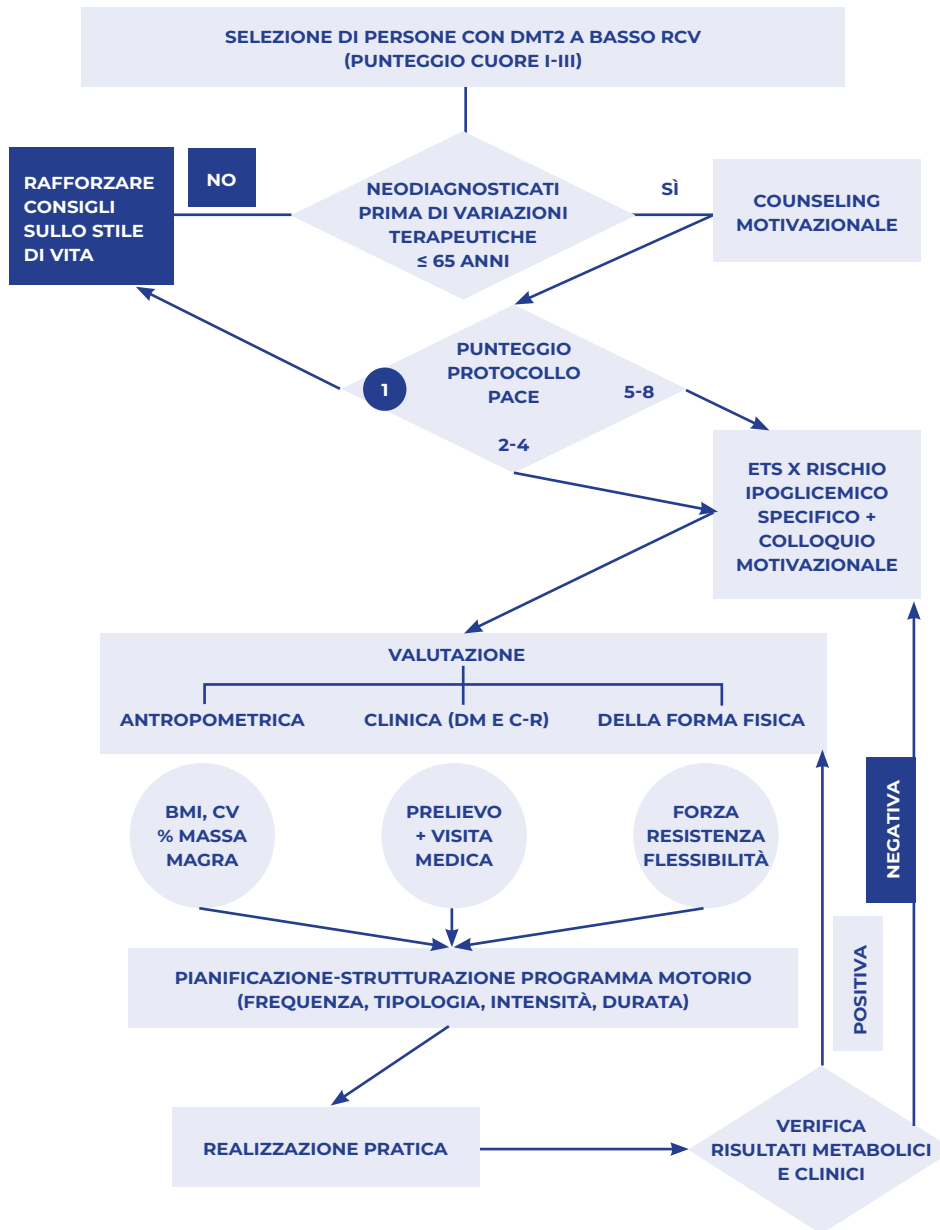 SELEZIONE DI PERSONE CON DMT2 A BASSO RCV
(PUNTEGGIO CUORE I-III)
RAFFORZARE
CONSIGLI
SULLO STILE
DI VITA
NO
NEODIAGNOSTICATI
PRIMA DI VARIAZIONI
TERAPEUTICHE
≤ 65 ANNI
SÌ
COUNSELING
MOTIVAZIONALE
PUNTEGGIO
PROTOCOLLO
PACE
1
5-8
2-4
ETS X RISCHIO
IPOGLICEMICO
SPECIFICO +
COLLOQUIO
MOTIVAZIONALE
VALUTAZIONE
ANTROPOMETRICA
CLINICA (DM E C-R)
DELLA FORMA FISICA
BMI, CV
% MASSA
MAGRA
PRELIEVO
+ VISITA
MEDICA
FORZA
RESISTENZA
FLESSIBILITÀ
NEGATIVA
POSITIVA
PIANIFICAZIONE-STRUTTURAZIONE PROGRAMMA MOTORIO
(FREQUENZA, TIPOLOGIA, INTENSITÀ, DURATA)
REALIZZAZIONE PRATICA
VERIFICA
RISULTATI METABOLICI
E CLINICI